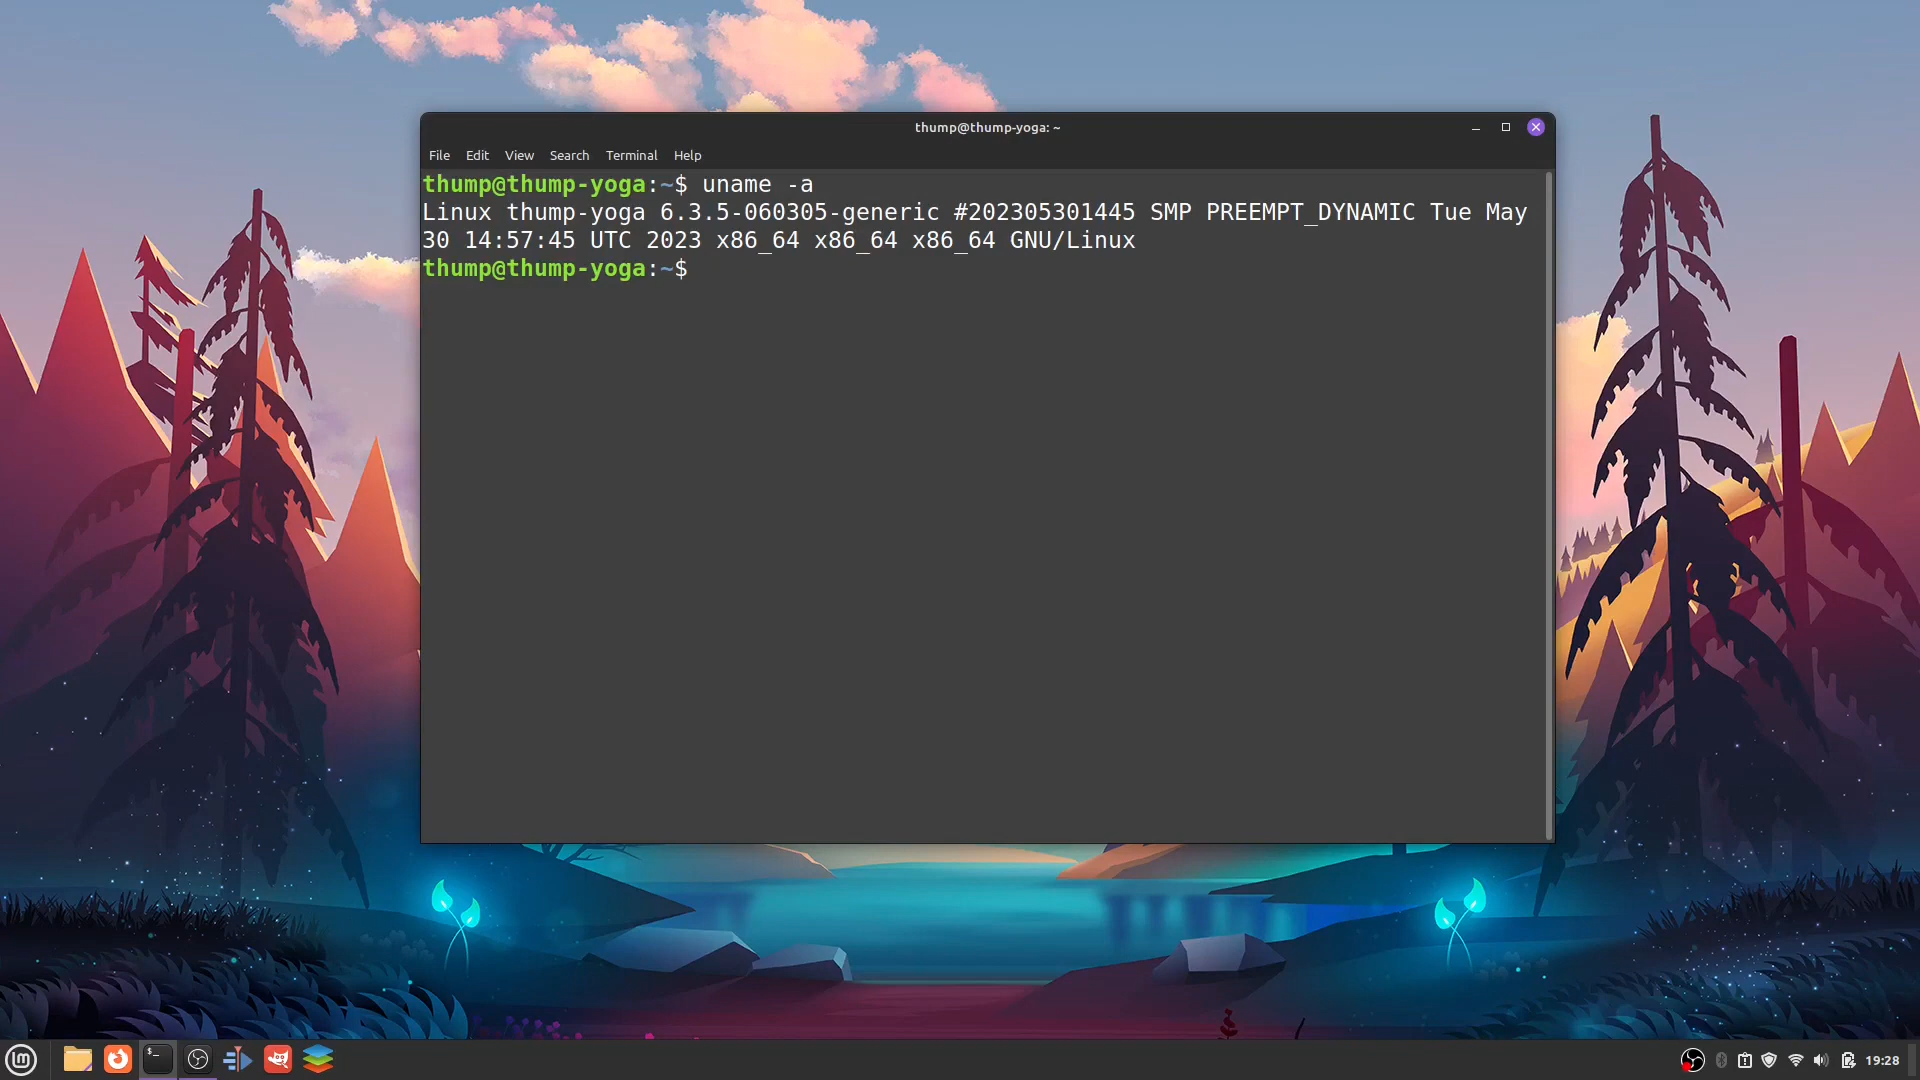 thump@thump-yoga: ~
File Edit View Search Terminal Help
thump@thump-yoga:~$ uname -a
Linux thump-yoga 6.3.5-060305-generic #202305301445 SMP PREEMPT_DYNAMIC Tue May
30 14:57:45 UTC 2023 x86_64 x86_64 x86_64 GNU/Linux
thump@thump-yoga:~$
19:28